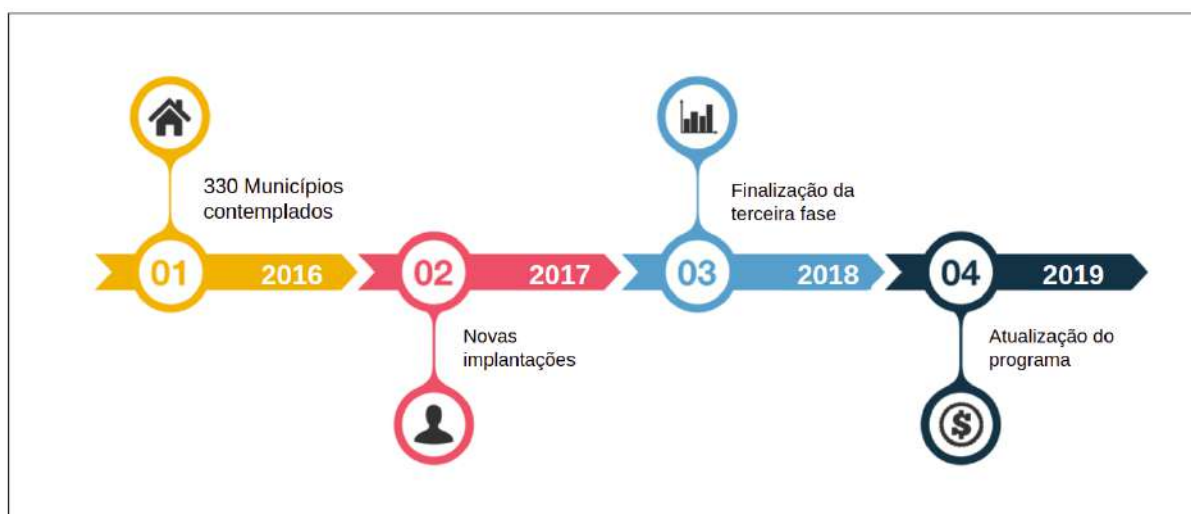 330 Municípios
contemplados
01
2016
Novas
implantações
02
2017
Finalização da
terceira fase
03
2018
04
2019
Atualização do
programa
$